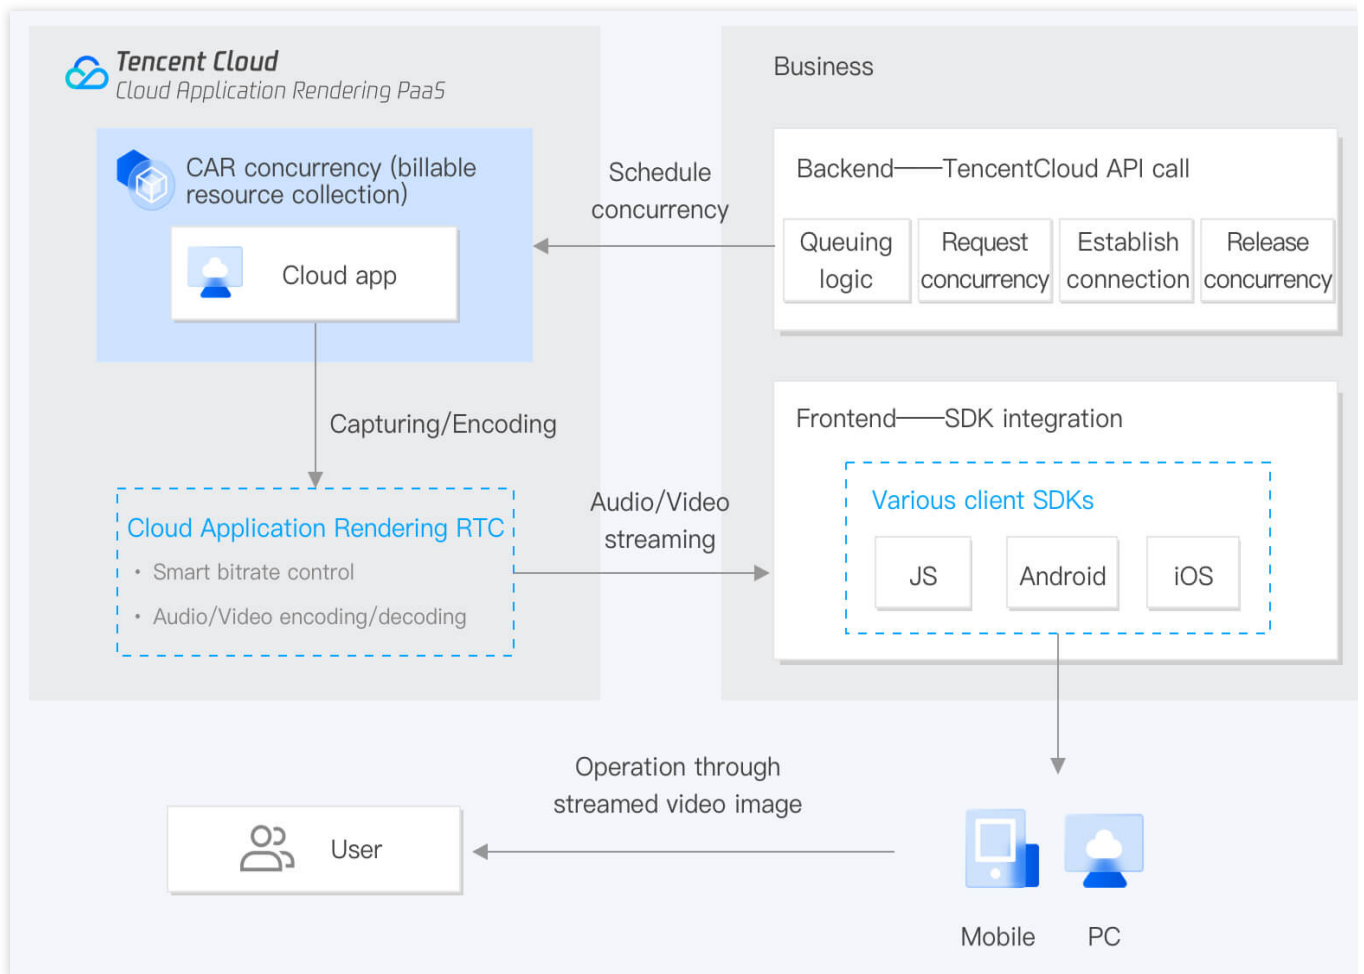 Tencent Cloud
Cloud Application Rendering PaaS
CAR concurrency (billable
resource collection)
Cloud app
Capturing/Encoding
Cloud Application Rendering RTC
• Smart bitrate control
• Audio/Video encoding/decoding
Schedule
concurrency
Audio/Video
streaming
Business
Backend——TencentCloud API call
Queuing
logic
Request
concurrency
Establish
connection
Release
concurrency
Frontend——SDK integration
Various client SDKs
JS
Android
iOS
Operation through
streamed video image
User
Mobile
PC